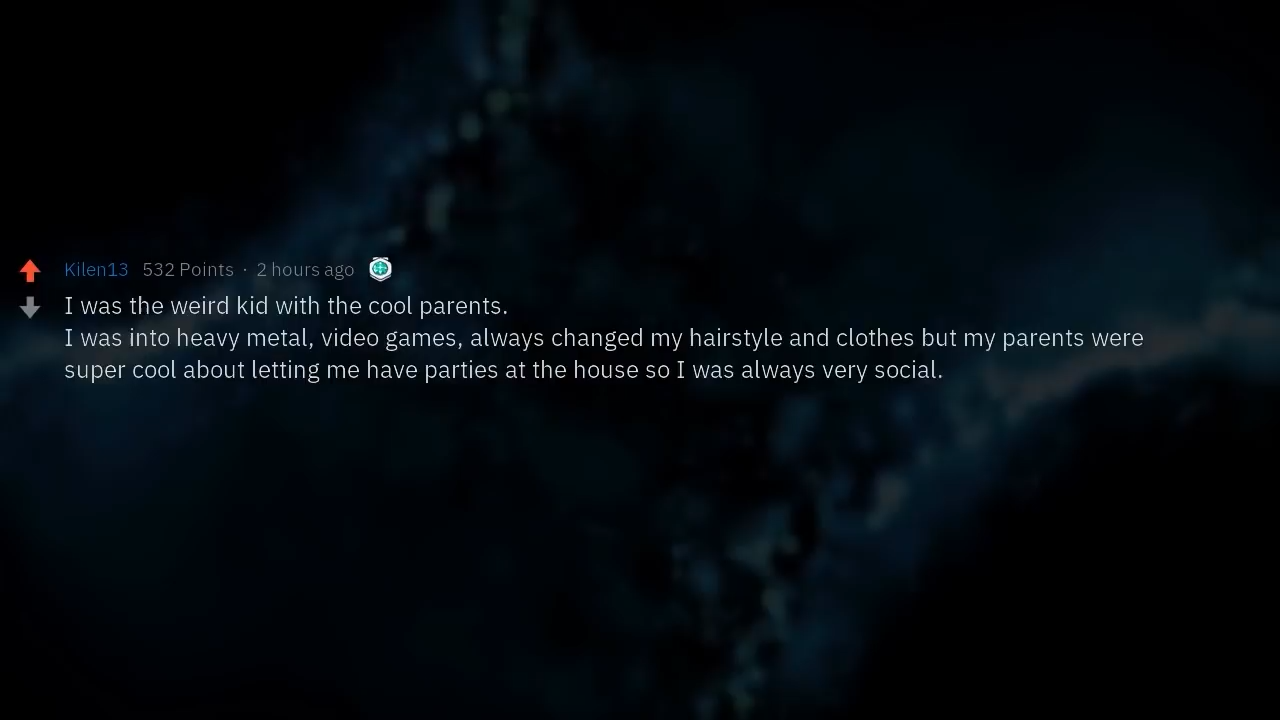 Kilen13 532 Points · 2 hours ago
I was the weird kid with the cool parents.
I was into heavy metal, video games, always changed my hairstyle and clothes but my parents were
super cool about letting me have parties at the house so I was always very social.